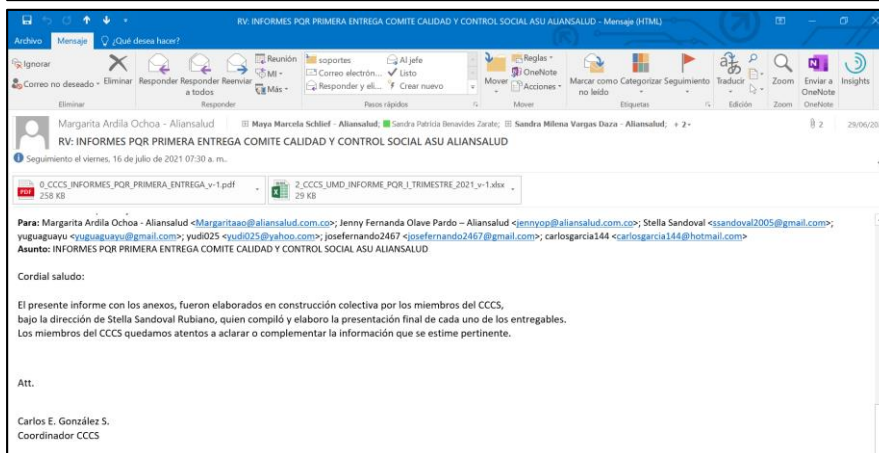 RV: INFORMES PQR PRIMERA ENTREGA COMITE CALIDAD Y CONTROL SOCIAL ASU ALIANSALUD - Mensaje (HTML)
Archivo Mensaje ¿Qué desea hacer?
Ignorar
Correo no deseado
Eliminar
Responder Responder a todos Reenviar
Reunión
MI
Más
soportes
Correo electrón...
Responder y eli...
Al jefe
Listo
Crear nuevo
Mover
Reglas
OneNote
Acciones
Marcar como no leído
Categorizar
Seguimiento
Traducir
Zoom
Enviar a OneNote
Insights
Eliminar Responder Pasos rápidos Mover Etiquetas Edición Zoom OneNote
Margarita Ardila Ochoa - Aliansalud Maya Marcela Schlief - Aliansalud; Sandra Patricia Benavides Zarate; Sandra Milena Vargas Daza - Aliansalud; + 2 2 29/06/20
RV: INFORMES PQR PRIMERA ENTREGA COMITE CALIDAD Y CONTROL SOCIAL ASU ALIANSALUD
Seguimiento el viernes, 16 de julio de 2021 07:30 a. m..
0_CCCS_INFORMES_PQR_PRIMERA_ENTREGA_v-1.pdf
258 KB
2_CCCS_UMD_INFORME_PQR_I_TRIMESTRE_2021_v-1.xlsx
29 KB
Para: Margarita Ardila Ochoa - Aliansalud <Margaritaao@aliansalud.com.co>; Jenny Fernanda Olave Pardo – Aliansalud <jennyop@aliansalud.com.co>; Stella Sandoval <ssandoval2005@gmail.com>;
yuguaguayu <yuguaguayu@gmail.com>; yudi025 <yudi025@yahoo.com>; josefernando2467 <josefernando2467@gmail.com>; carlosgarcia144 <carlosgarcia144@hotmail.com>
Asunto: INFORMES PQR PRIMERA ENTREGA COMITE CALIDAD Y CONTROL SOCIAL ASU ALIANSALUD
Cordial saludo:
El presente informe con los anexos, fueron elaborados en construcción colectiva por los miembros del CCCS,
bajo la dirección de Stella Sandoval Rubiano, quien compiló y elaboro la presentación final de cada uno de los entregables.
Los miembros del CCCS quedamos atentos a aclarar o complementar la información que se estime pertinente.
Att.
Carlos E. González S.
Coordinador CCCS